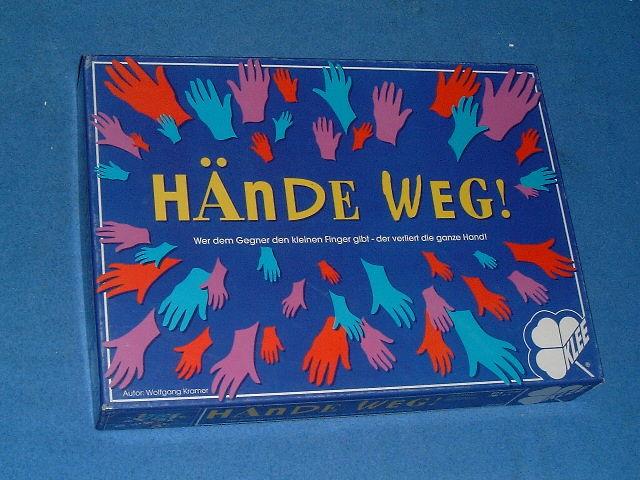 HÄnDE WEG!
Wer dem Gegner den kleinen Finger gibt - der verliert die ganze Hand!
KLEE
®
Autor: Wolfgang Kramer
HÄnDE WEG!